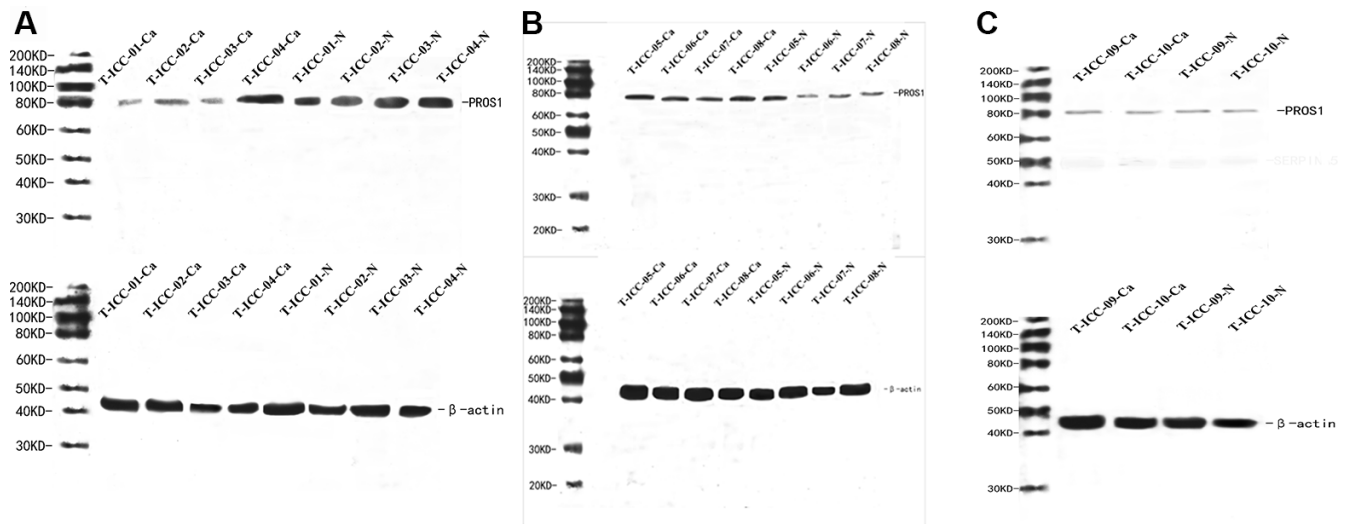 A
T-ICC-01-Ca T-ICC-02-Ca T-ICC-03-Ca T-ICC-04-Ca T-ICC-01-N T-ICC-02-N T-ICC-03-N T-ICC-04-N
200KD-
140KD-
100KD-
80KD-
60KD-
50KD-
40KD-
30KD-
-PROS1
T-ICC-01-Ca T-ICC-02-Ca T-ICC-03-Ca T-ICC-04-Ca T-ICC-01-N T-ICC-02-N T-ICC-03-N T-ICC-04-N
200KD-
140KD-
100KD-
80KD-
60KD-
50KD-
40KD-
30KD-
-β-actin
B
T-ICC-05-Ca T-ICC-06-Ca T-ICC-07-Ca T-ICC-08-Ca T-ICC-05-N T-ICC-06-N T-ICC-07-N T-ICC-08-N
200KD-
140KD-
100KD-
80KD-
60KD-
50KD-
40KD-
30KD-
20KD-
-PROS1
T-ICC-05-Ca T-ICC-06-Ca T-ICC-07-Ca T-ICC-08-Ca T-ICC-05-N T-ICC-06-N T-ICC-07-N T-ICC-08-N
200KD-
140KD-
100KD-
80KD-
60KD-
50KD-
40KD-
30KD-
20KD-
-β-actin
C
T-ICC-09-Ca T-ICC-10-Ca T-ICC-09-N T-ICC-10-N
200KD-
140KD-
100KD-
80KD-
60KD-
50KD-
40KD-
30KD-
-PROS1
T-ICC-09-Ca T-ICC-10-Ca T-ICC-09-N T-ICC-10-N
200KD-
140KD-
100KD-
80KD-
60KD-
50KD-
40KD-
30KD-
-β-actin